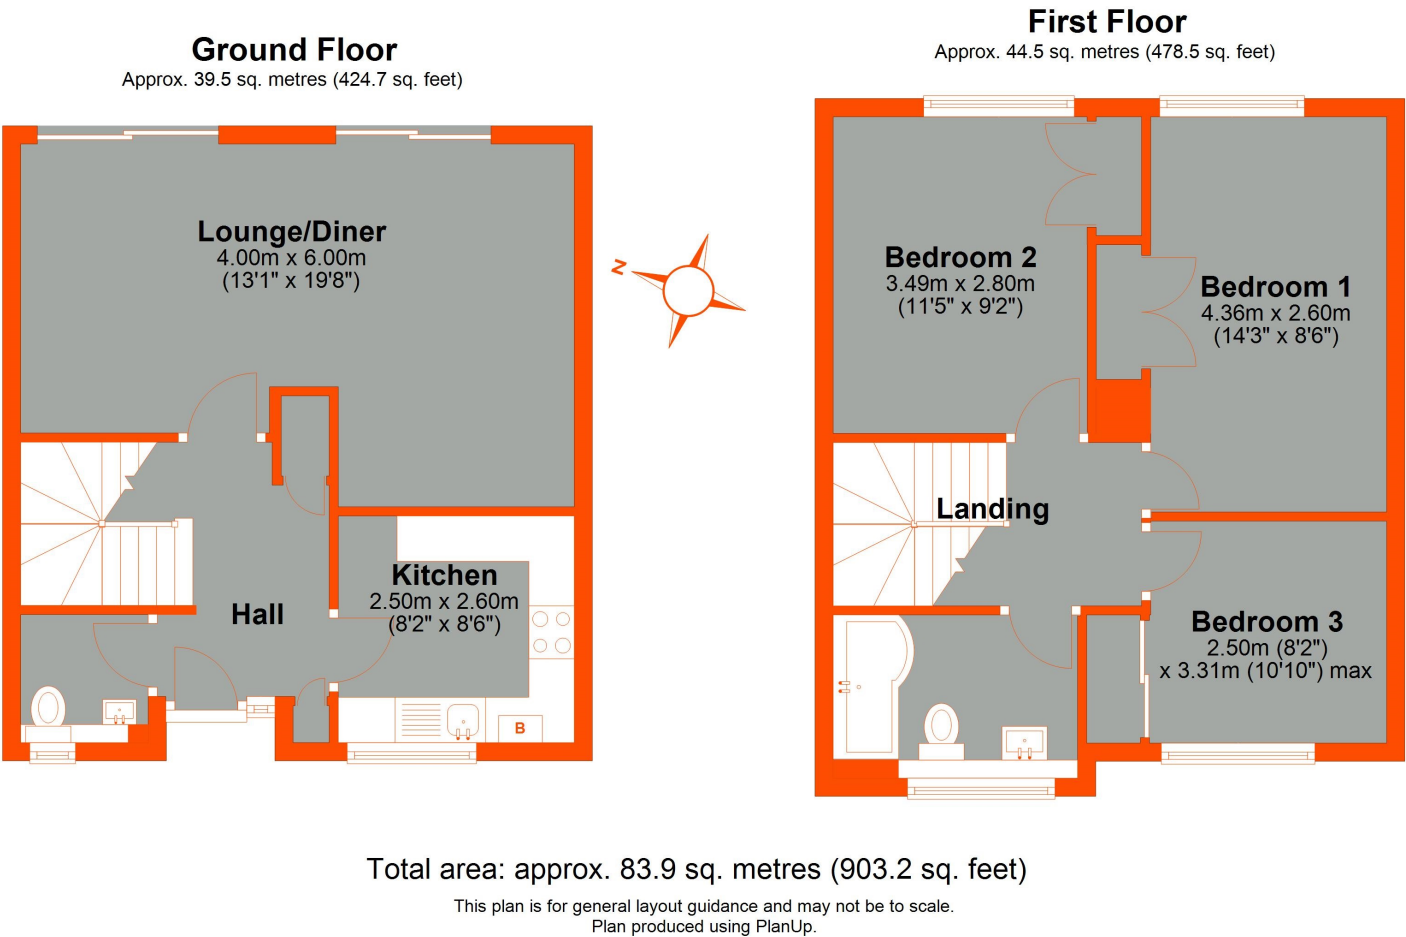 Ground Floor
Approx. 39.5 sq. metres (424.7 sq. feet)
Lounge/Diner
4.00m x 6.00m
(13'1" x 19'8")
Kitchen
2.50m x 2.60m
(8'2" x 8'6")
Hall
B
N
First Floor
Approx. 44.5 sq. metres (478.5 sq. feet)
Bedroom 2
3.49m x 2.80m
(11'5" x 9'2")
Bedroom 1
4.36m x 2.60m
(14'3" x 8'6")
Landing
Bedroom 3
2.50m (8'2")
x 3.31m (10'10") max
Total area: approx. 83.9 sq. metres (903.2 sq. feet)
This plan is for general layout guidance and may not be to scale.
Plan produced using PlanUp.